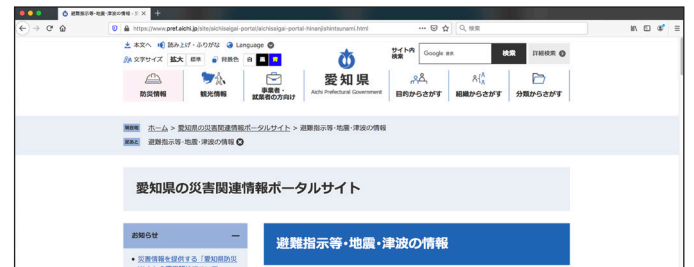 避難指示等・地震・津波の情報 - 愛
https://www.pref.aichi.jp/site/aichisaigai-portal/aichisaigai-portal-hinanjishintsunami.html
検索
本文へ 読み上げ・ふりがな Language
文字サイズ 拡大 標準 背景色 白 黒 青
サイト内検索 Google 検索 検索 詳細検索
防災情報 観光情報 事業者・就業者の方向け
愛知県
Aichi Prefectural Government
目的からさがす 組織からさがす 分類からさがす
現在地 ホーム > 愛知県の災害関連情報ポータルサイト > 避難指示等・地震・津波の情報
足あと 避難指示等・地震・津波の情報
愛知県の災害関連情報ポータルサイト
お知らせ
避難指示等・地震・津波の情報
災害情報を提供する「愛知県防災